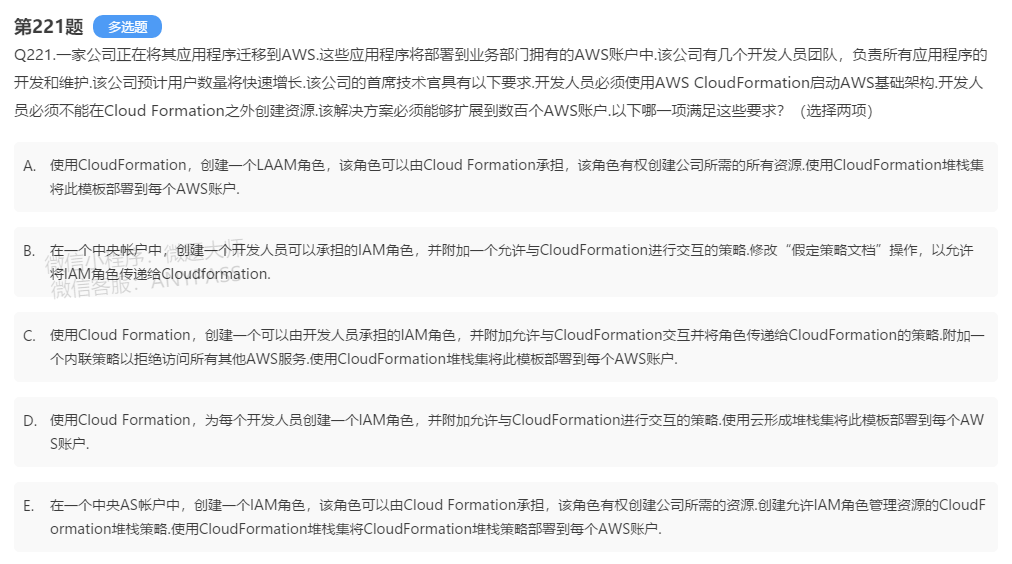 第221题 多选题
Q221.一家公司正在将其应用程序迁移到AWS.这些应用程序将部署到业务部门拥有的AWS账户中.该公司有几个开发人员团队，负责所有应用程序的
开发和维护.该公司预计用户数量将快速增长.该公司的首席技术官具有以下要求.开发人员必须使用AWS CloudFormation启动AWS基础架构.开发人
员必须不能在Cloud Formation之外创建资源.该解决方案必须能够扩展到数百个AWS账户.以下哪一项满足这些要求？（选择两项）
A. 使用CloudFormation，创建一个LAAM角色，该角色可以由Cloud Formation承担，该角色有权创建公司所需的所有资源.使用CloudFormation堆栈集
将此模板部署到每个AWS账户.
B. 在一个中央帐户中，创建一个开发人员可以承担的IAM角色，并附加一个允许与CloudFormation进行交互的策略.修改“假定策略文档”操作，以允许
将IAM角色传递给Cloudformation.
微信小程序：微建大师
微信客服：ANYPASS
C. 使用Cloud Formation，创建一个可以由开发人员承担的IAM角色，并附加允许与CloudFormation交互并将角色传递给CloudFormation的策略.附加一
个内联策略以拒绝访问所有其他AWS服务.使用CloudFormation堆栈集将此模板部署到每个AWS账户.
D. 使用Cloud Formation，为每个开发人员创建一个IAM角色，并附加允许与CloudFormation进行交互的策略.使用云形成堆栈集将此模板部署到每个AW
S账户.
E. 在一个中央AS帐户中，创建一个IAM角色，该角色可以由Cloud Formation承担，该角色有权创建公司所需的资源.创建允许IAM角色管理资源的CloudF
ormation堆栈策略.使用CloudFormation堆栈集将CloudFormation堆栈策略部署到每个AWS账户.